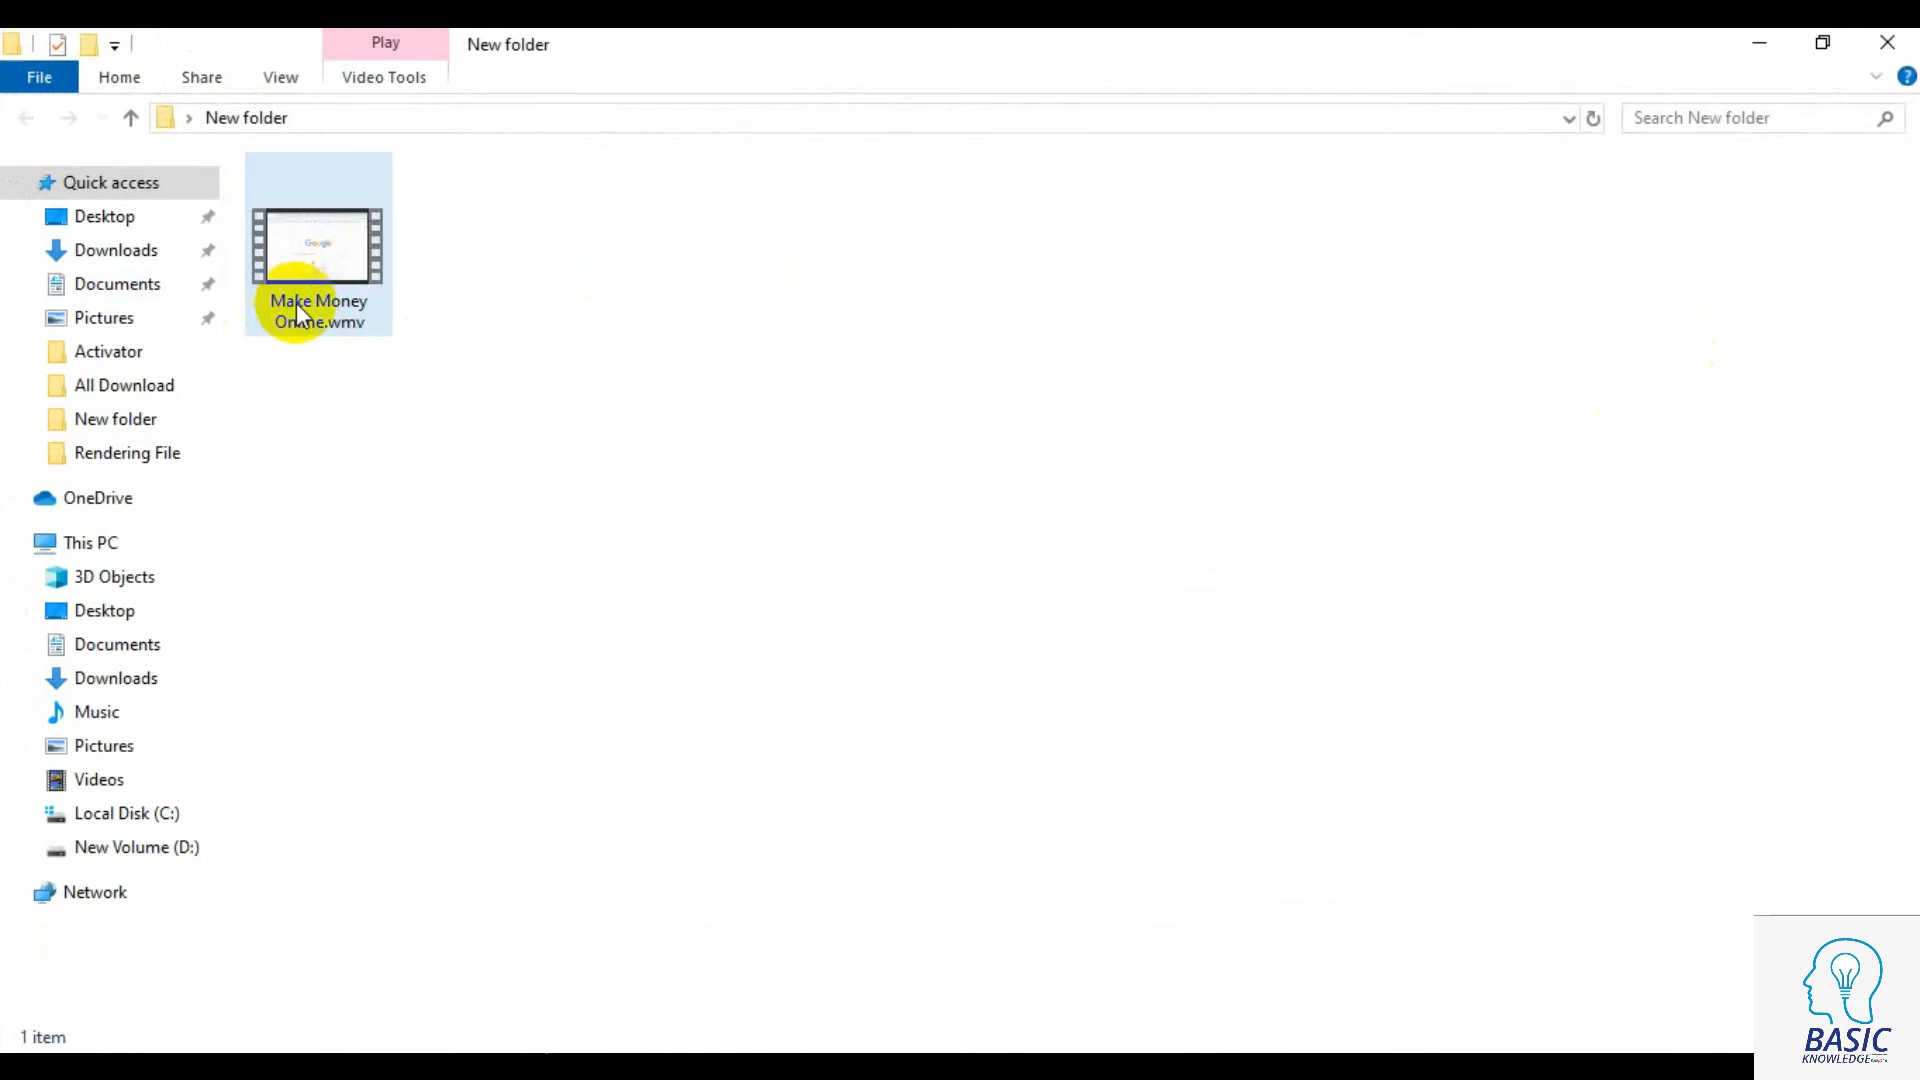 Play
New folder
File
Home
Share
View
Video Tools
New folder
Search New folder
Quick access
Desktop
Downloads
Documents
Pictures
Activator
All Download
New folder
Rendering File
OneDrive
This PC
3D Objects
Desktop
Documents
Downloads
Music
Pictures
Videos
Local Disk (C:)
New Volume (D:)
Network
Google
Make Money
Online.wmv
1 item
BASIC
KNOWLEDGE